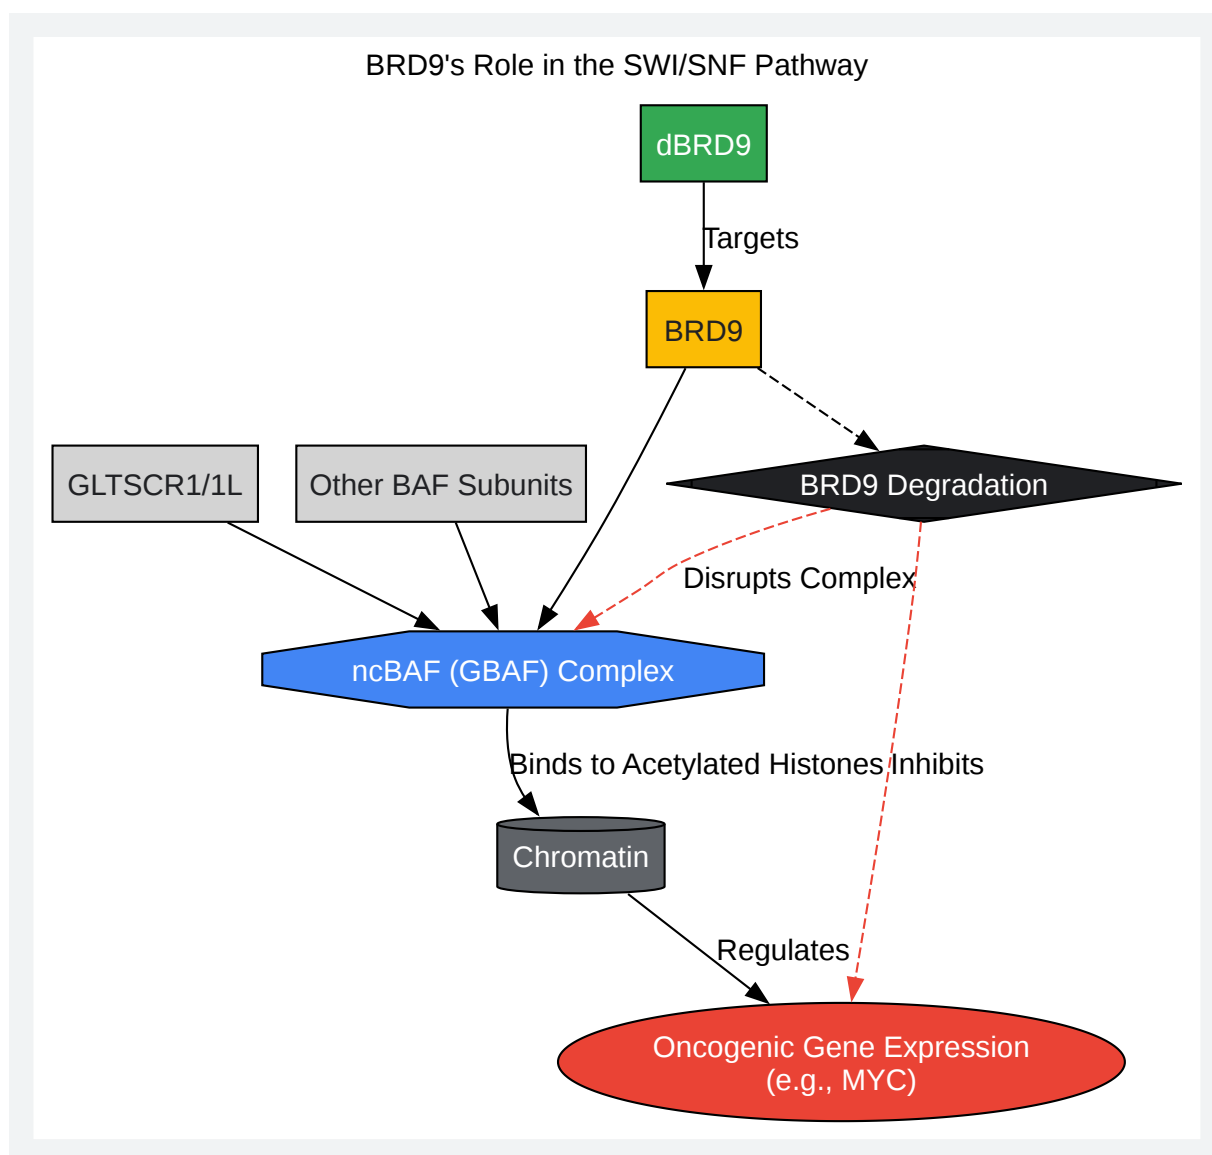 BRD9's Role in the SWI/SNF Pathway
dBRD9
Targets
BRD9
GLTSCR1/1L
Other BAF Subunits
BRD9 Degradation
Disrupts Complex
ncBAF (GBAF) Complex
Binds to Acetylated Histones
Inhibits
Chromatin
Regulates
Oncogenic Gene Expression
(e.g., MYC)